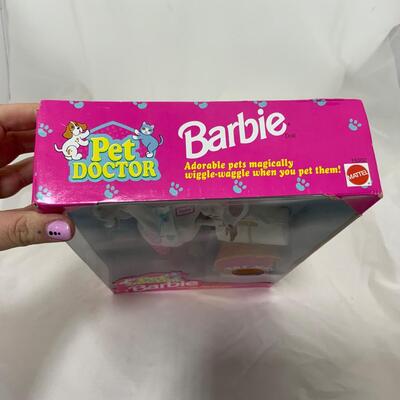 Pet
DOCTOR
Barbie
Adorable pets magically
wiggle-waggle when you pet them!
MATTEL
Barbie